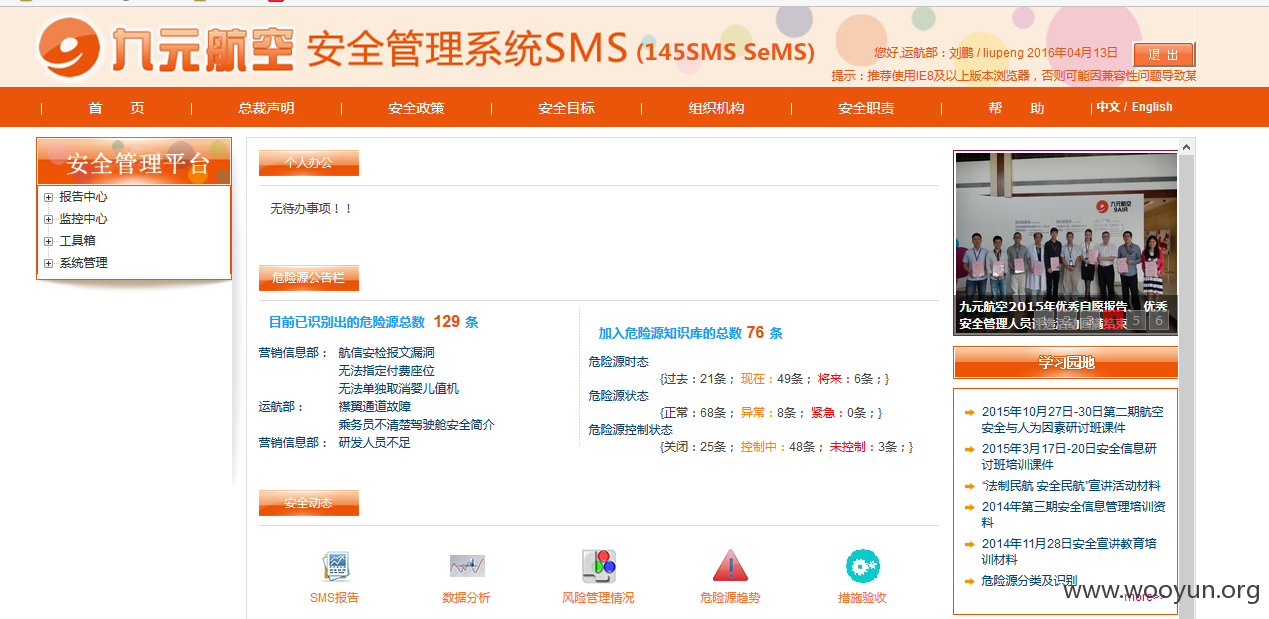 九元航空 安全管理系统SMS (145SMS SeMS)
您好,运航部：刘鹏 / liupeng 2016年04月13日
退 出
提示：推荐使用IE8及以上版本浏览器，否则可能因兼容性问题导致某
首 页
总裁声明
安全政策
安全目标
组织机构
安全职责
帮 助
中文 / English
安全管理平台
报告中心
监控中心
工具箱
系统管理
个人办公
无待办事项！！
危险源公告栏
目前已识别出的危险源总数 129 条
营销信息部： 航信安检报文漏洞
无法指定付费座位
无法单独取消婴儿值机
运航部： 襟翼通道故障
乘务员不清楚驾驶舱安全简介
营销信息部： 研发人员不足
加入危险源知识库的总数 76 条
危险源时态
{过去：21条； 现在：49条； 将来：6条；}
危险源状态
{正常：68条； 异常：8条； 紧急：0条；}
危险源控制状态
{关闭：25条； 控制中：48条； 未控制：3条；}
安全动态
SMS报告
数据分析
风险管理情况
危险源趋势
措施验收
九元航空
9AIR
九元航空2015年优秀自愿报告、 优秀
安全管理人员评选活动圆满结束
5 6
学习园地
2015年10月27日-30日第二期航空
安全与人为因素研讨班课件
2015年3月17日-20日安全信息研
讨班培训课件
“法制民航 安全民航”宣讲活动材料
2014年第三期安全信息管理培训资
料
2014年11月28日安全宣讲教育培
训材料
危险源分类及识别
more>>
www.wooyun.org